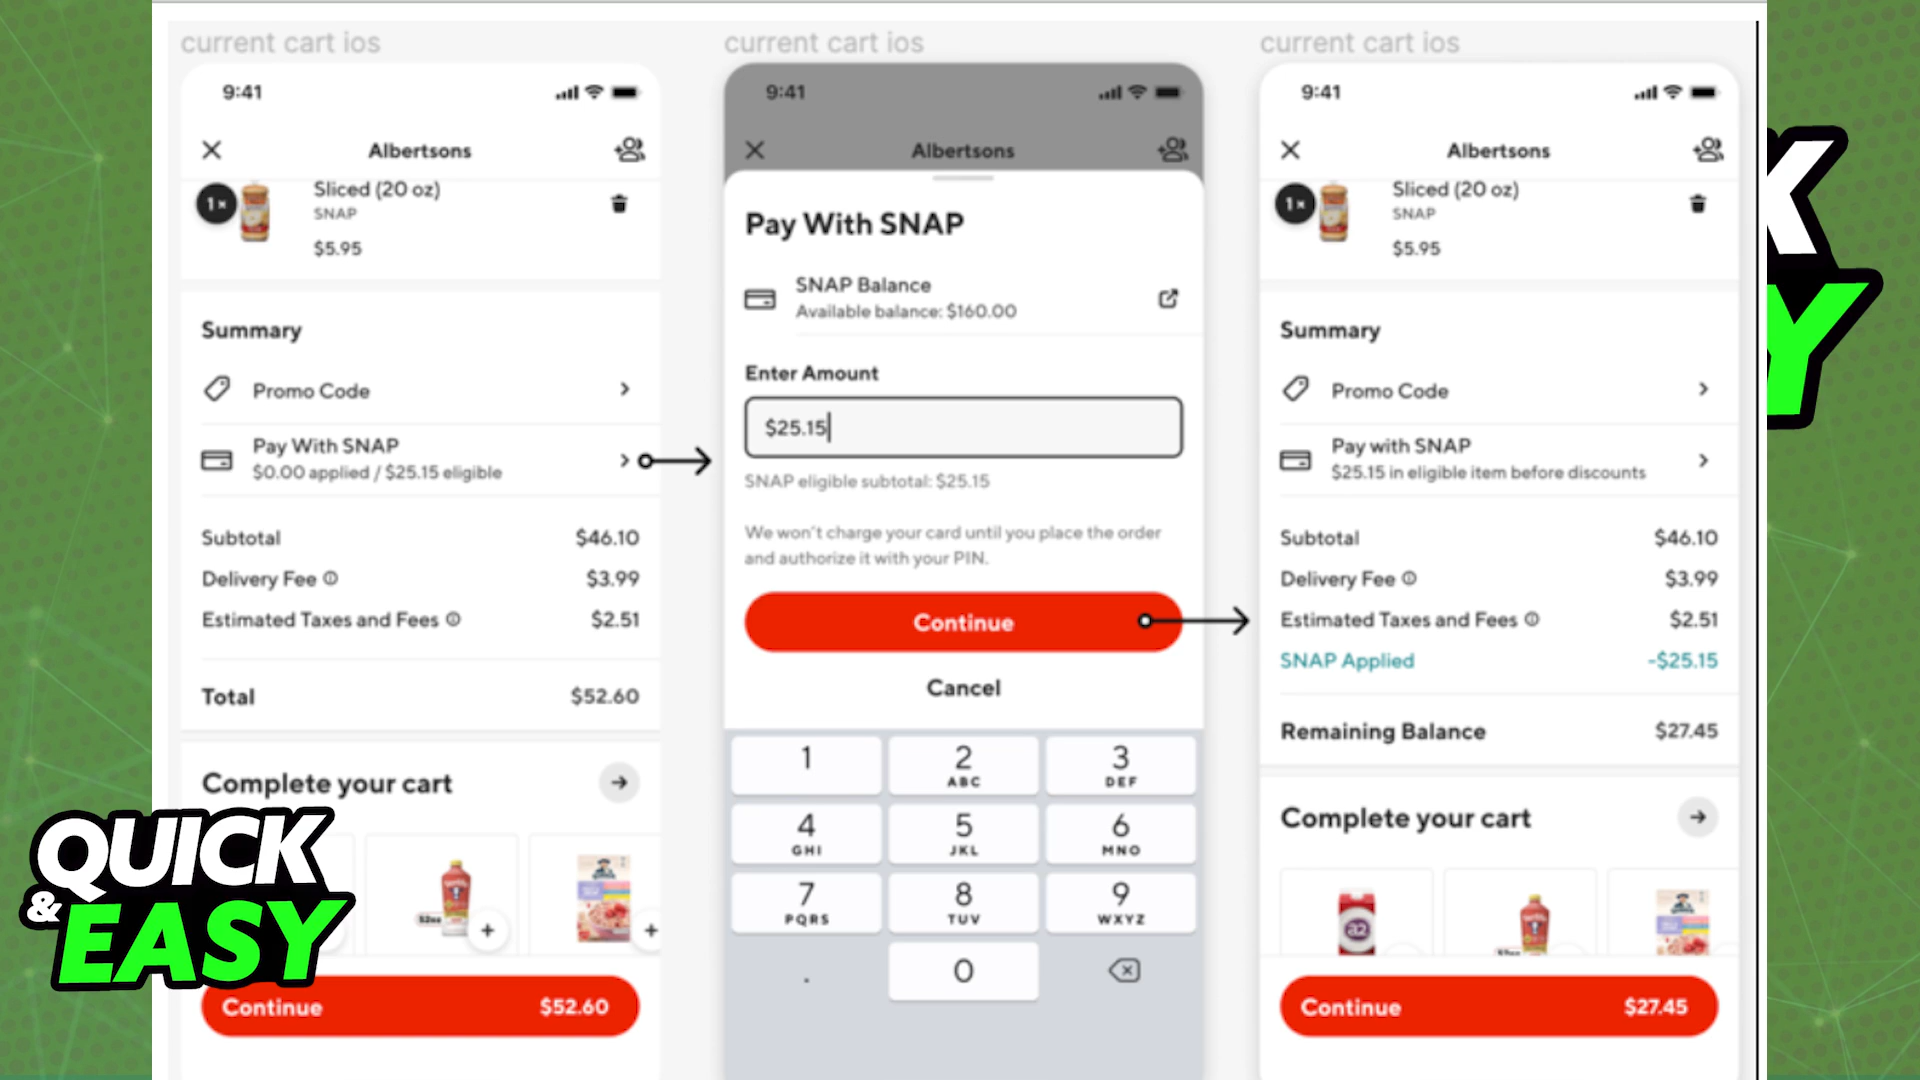 current cart ios
9:41
Albertsons
1×
Sliced (20 oz)
SNAP
$5.95
Summary
Promo Code
Pay With SNAP
$0.00 applied / $25.15 eligible
Subtotal $46.10
Delivery Fee $3.99
Estimated Taxes and Fees $2.51
Total $52.60
Complete your cart
52oz
Continue $52.60
current cart ios
9:41
Albertsons
Pay With SNAP
SNAP Balance
Available balance: $160.00
Enter Amount
$25.15
SNAP eligible subtotal: $25.15
We won't charge your card until you place the order
and authorize it with your PIN.
Continue
Cancel
1 2 3
ABC DEF
4 5 6
GHI JKL MNO
7 8 9
PQRS TUV WXYZ
. 0
current cart ios
9:41
Albertsons
1×
Sliced (20 oz)
SNAP
$5.95
Summary
Promo Code
Pay with SNAP
$25.15 in eligible item before discounts
Subtotal $46.10
Delivery Fee $3.99
Estimated Taxes and Fees $2.51
SNAP Applied -$25.15
Remaining Balance $27.45
Complete your cart
a2
Continue $27.45
QUICK
& EASY
K
Y